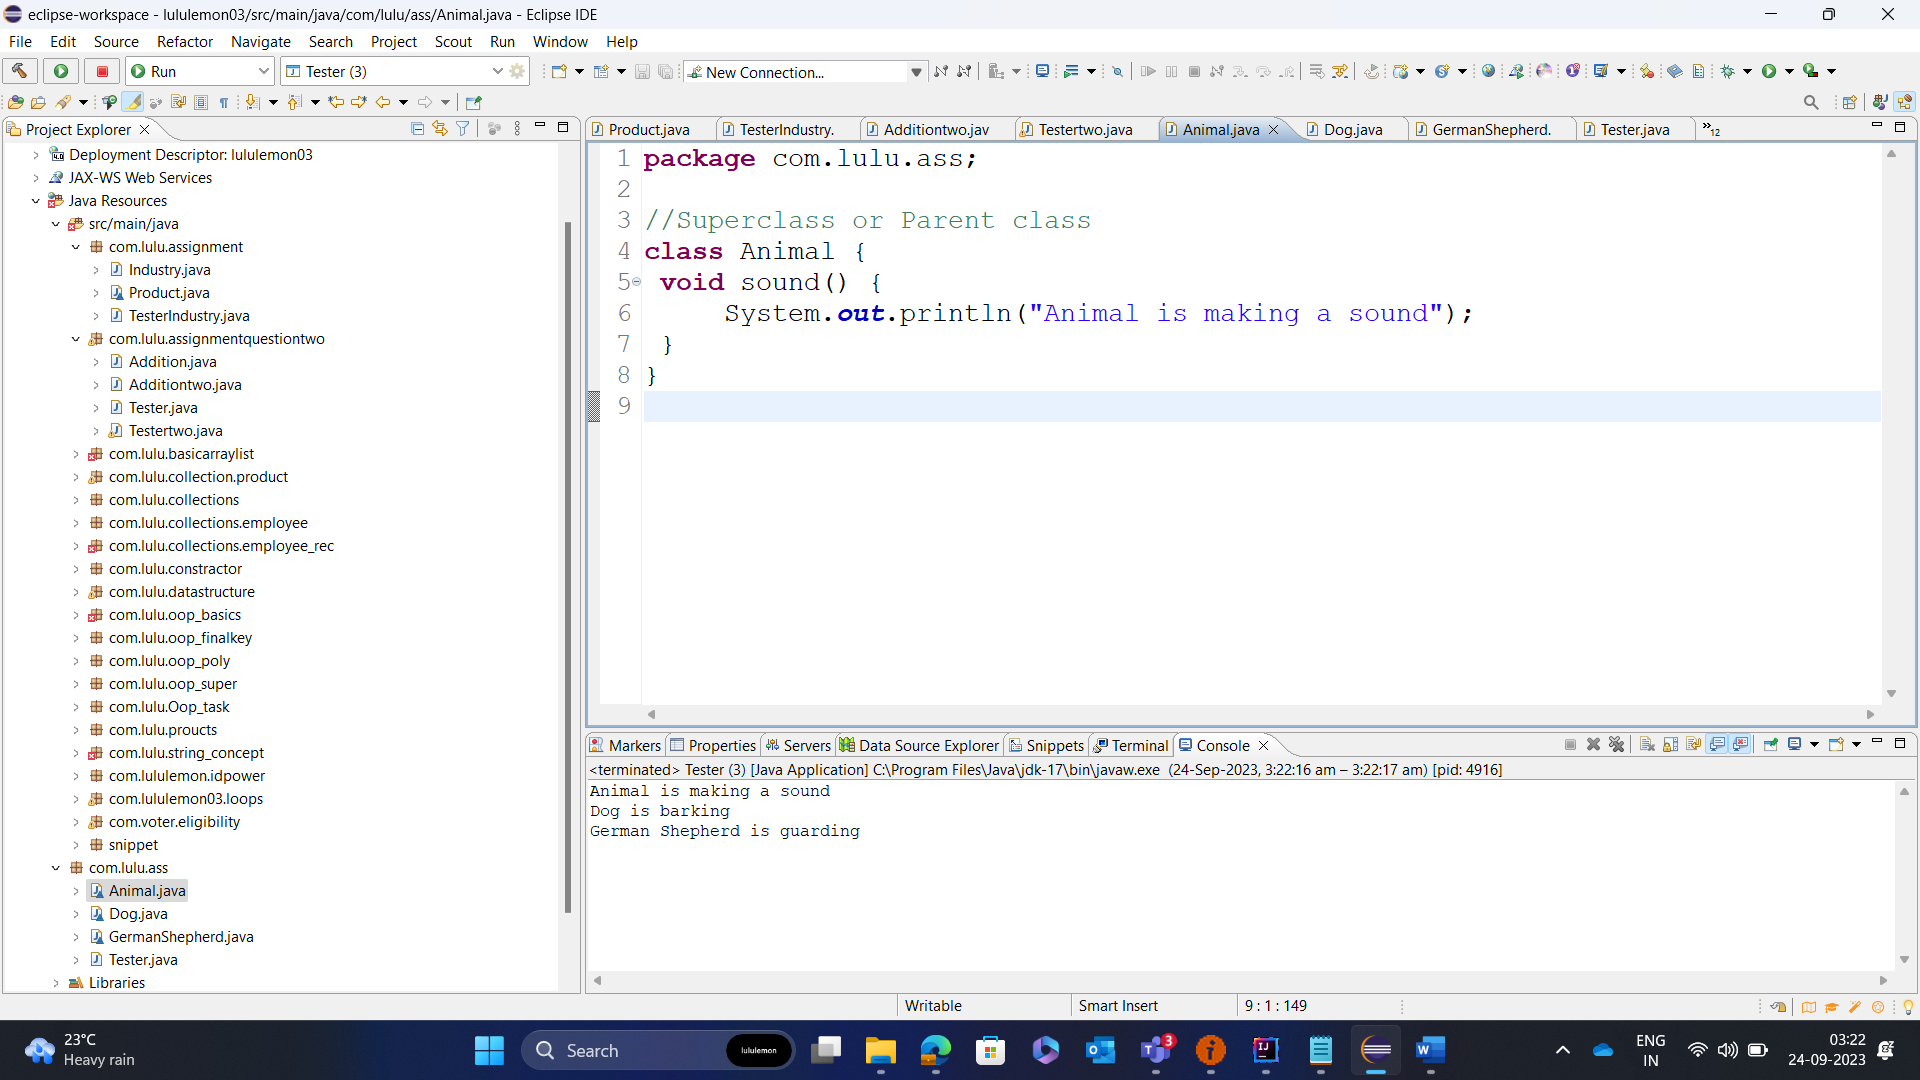 eclipse-workspace - lululemon03/src/main/java/com/lulu/ass/Animal.java - Eclipse IDE
File Edit Source Refactor Navigate Search Project Scout Run Window Help
Run Tester (3) New Connection...
Project Explorer
Product.java TesterIndustry. Additiontwo.jav Testertwo.java Animal.java Dog.java GermanShepherd. Tester.java »12
Deployment Descriptor: lululemon03
JAX-WS Web Services
Java Resources
src/main/java
com.lulu.assignment
Industry.java
Product.java
TesterIndustry.java
com.lulu.assignmentquestiontwo
Addition.java
Additiontwo.java
Tester.java
Testertwo.java
com.lulu.basicarraylist
com.lulu.collection.product
com.lulu.collections
com.lulu.collections.employee
com.lulu.collections.employee_rec
com.lulu.constractor
com.lulu.datastructure
com.lulu.oop_basics
com.lulu.oop_finalkey
com.lulu.oop_poly
com.lulu.oop_super
com.lulu.Oop_task
com.lulu.proucts
com.lulu.string_concept
com.lululemon.idpower
com.lululemon03.loops
com.voter.eligibility
snippet
com.lulu.ass
Animal.java
Dog.java
GermanShepherd.java
Tester.java
Libraries
1 package com.lulu.ass;
2
3 //Superclass or Parent class
4 class Animal {
5 void sound() {
6 System.out.println("Animal is making a sound");
7 }
8 }
9
Markers Properties Servers Data Source Explorer Snippets Terminal Console
<terminated> Tester (3) [Java Application] C:\Program Files\Java\jdk-17\bin\javaw.exe (24-Sep-2023, 3:22:16 am – 3:22:17 am) [pid: 4916]
Animal is making a sound
Dog is barking
German Shepherd is guarding
Writable Smart Insert 9 : 1 : 149
23°C
Heavy rain
Search lululemon
3
ENG
IN
03:22
24-09-2023